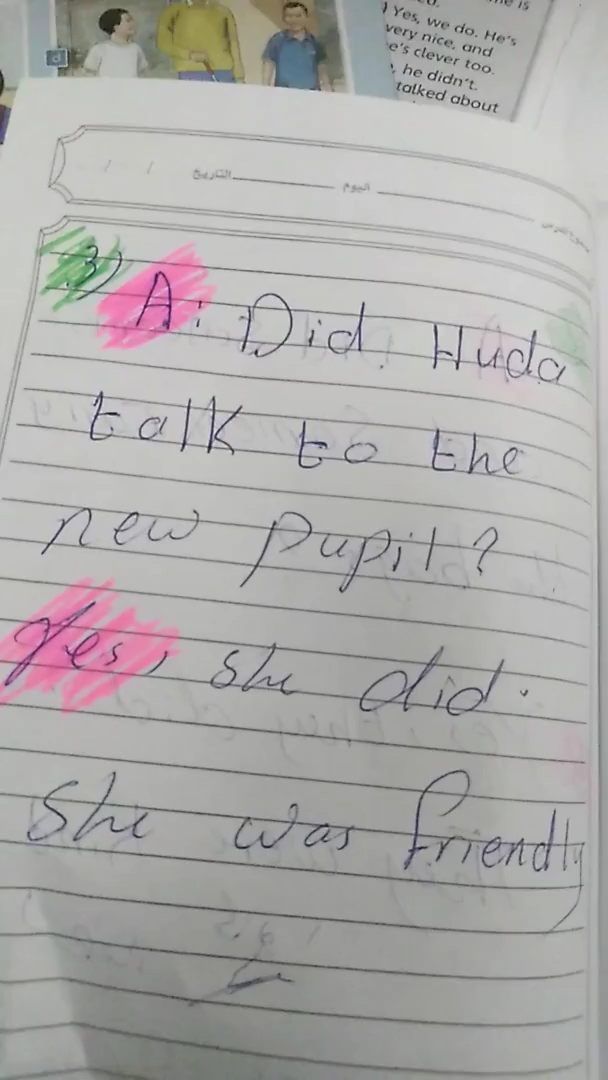 Yes, we do. He's
very nice, and
e's clever too.
, he didn't.
talked about
التاريخ
اليوم
3)
A: Did Huda
talk to the
new pupil?
Yes, she did.
She was friendly